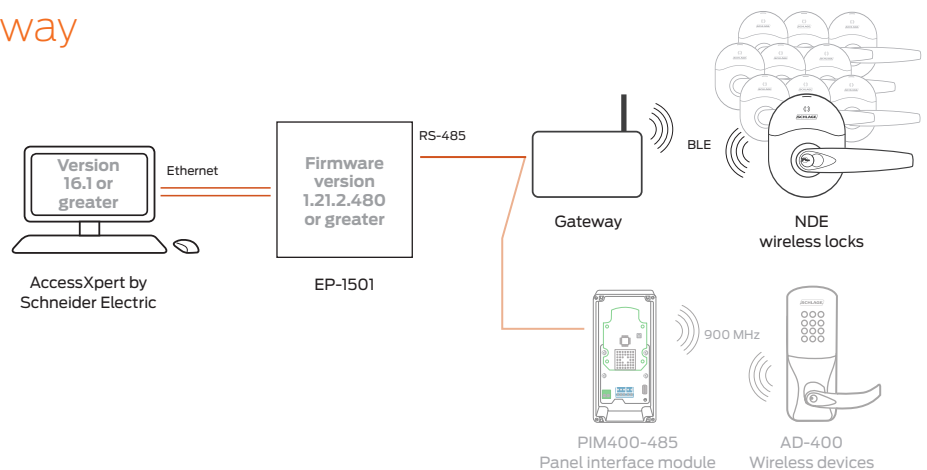 way
Version
16.1 or
greater
Ethernet
Firmware
version
1.21.2.480
or greater
RS-485
BLE
SCHLAGE
Gateway
NDE
wireless locks
AccessXpert by
Schneider Electric
EP-1501
900 MHz
SCHLAGE
PIM400-485
Panel interface module
AD-400
Wireless devices